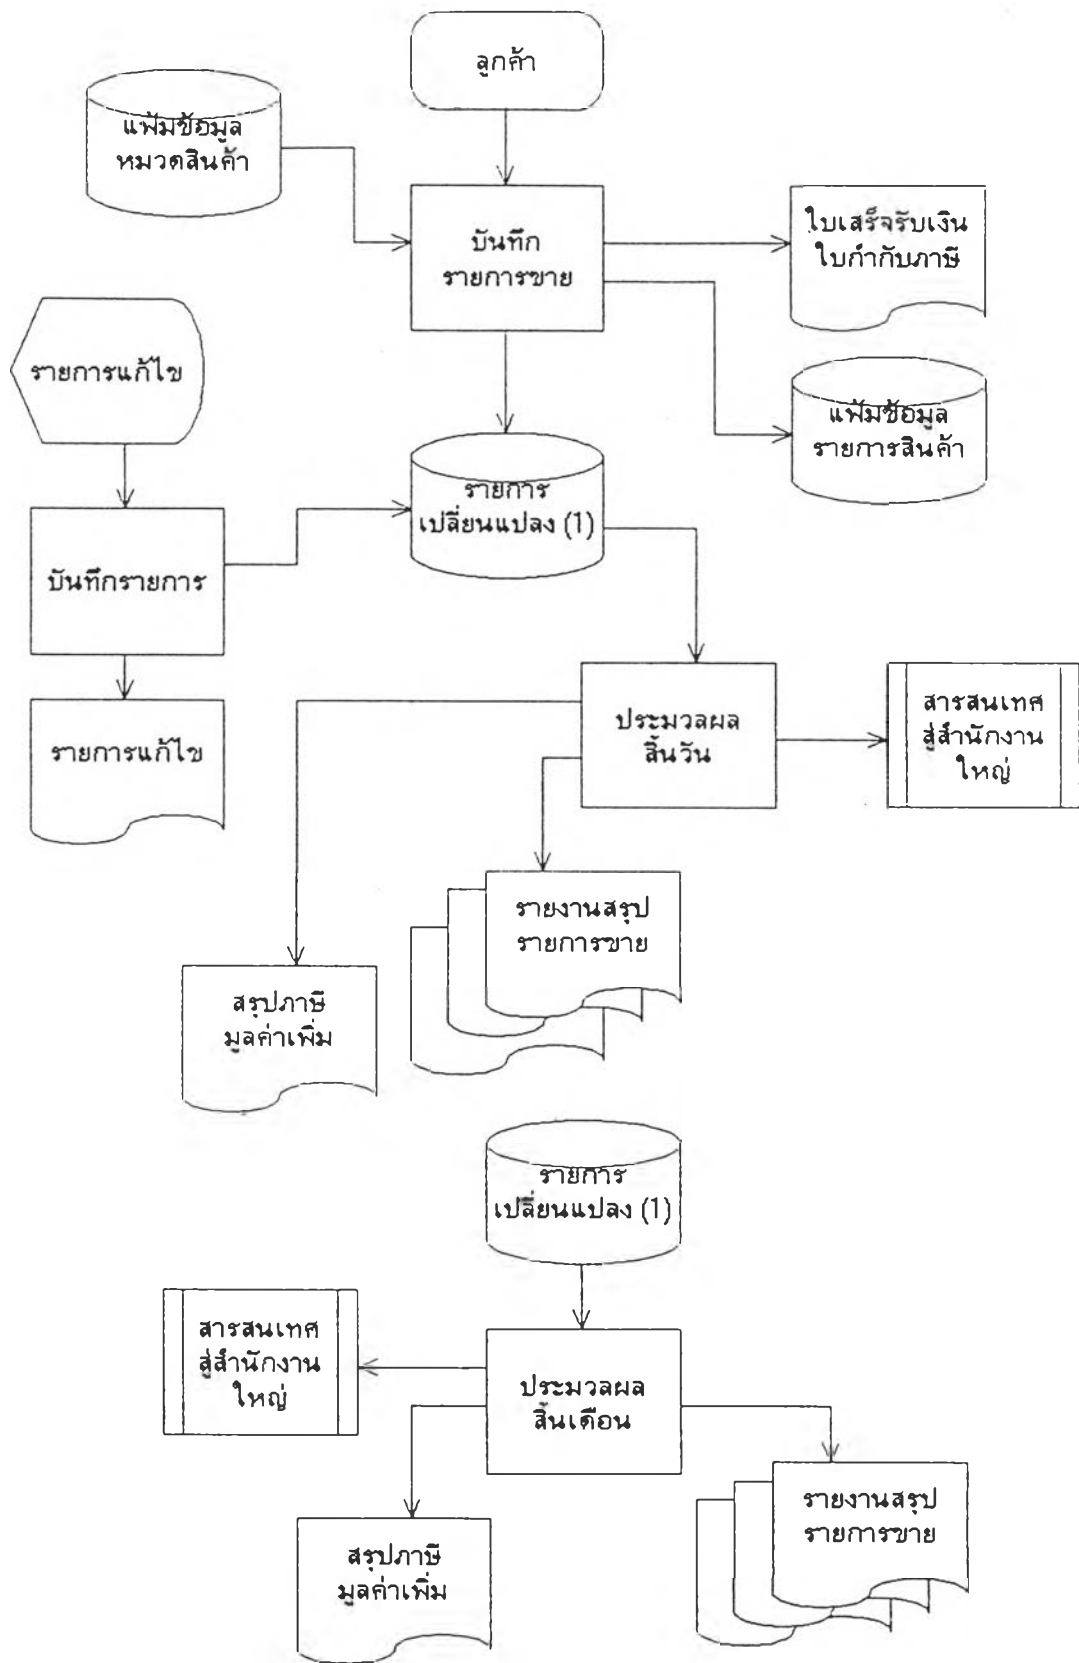 ลูกค้า
แฟ้มข้อมูล
หมวดสินค้า
บันทึก
รายการขาย
ใบเสร็จรับเงิน
ใบกำกับภาษี
รายการแก้ไข
แฟ้มข้อมูล
รายการสินค้า
รายการ
เปลี่ยนแปลง (1)
บันทึกรายการ
รายการแก้ไข
ประมวลผล
สิ้นวัน
สารสนเทศ
สู่สำนักงาน
ใหญ่
รายงานสรุป
รายการขาย
สรุปภาษี
มูลค่าเพิ่ม
รายการ
เปลี่ยนแปลง (1)
สารสนเทศ
สู่สำนักงาน
ใหญ่
ประมวลผล
สิ้นเดือน
รายงานสรุป
รายการขาย
สรุปภาษี
มูลค่าเพิ่ม